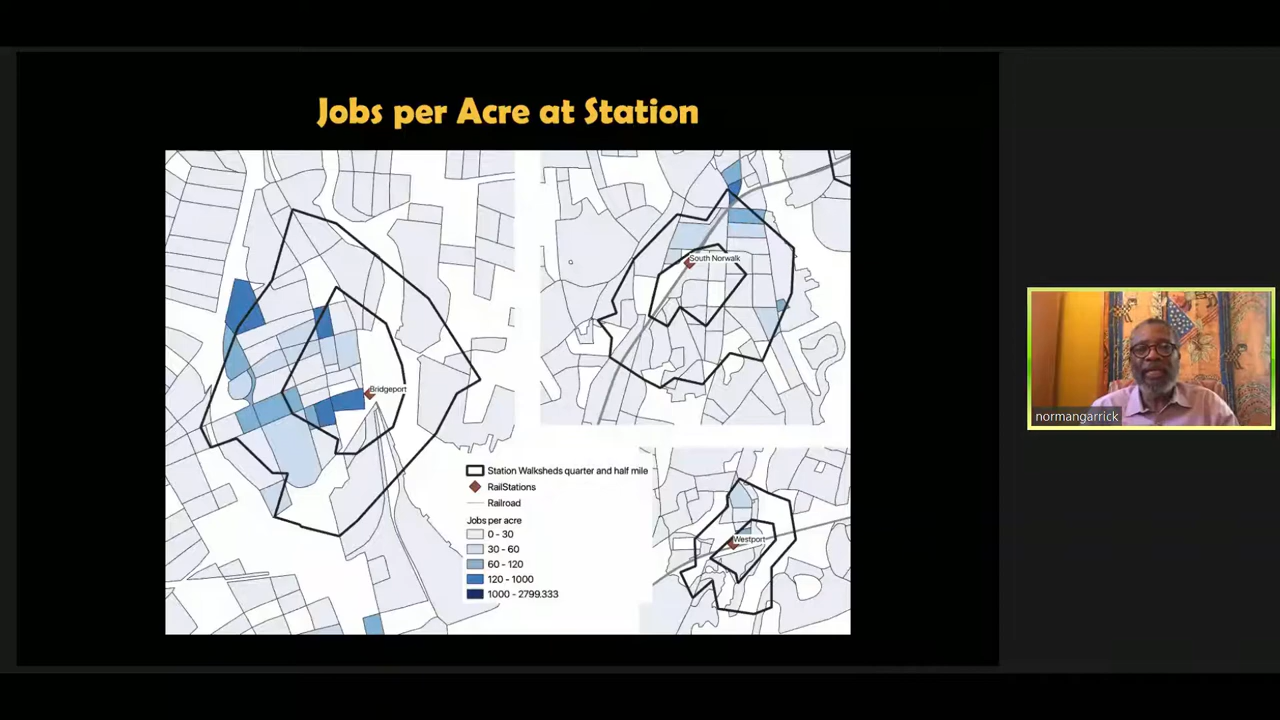 Jobs per Acre at Station
South Norwalk
Bridgeport
Station Walksheds quarter and half mile
RailStations
Railroad
Jobs per acre
0 - 30
30 - 60
60 - 120
120 - 1000
1000 - 2799.333
Westport
normangarrick